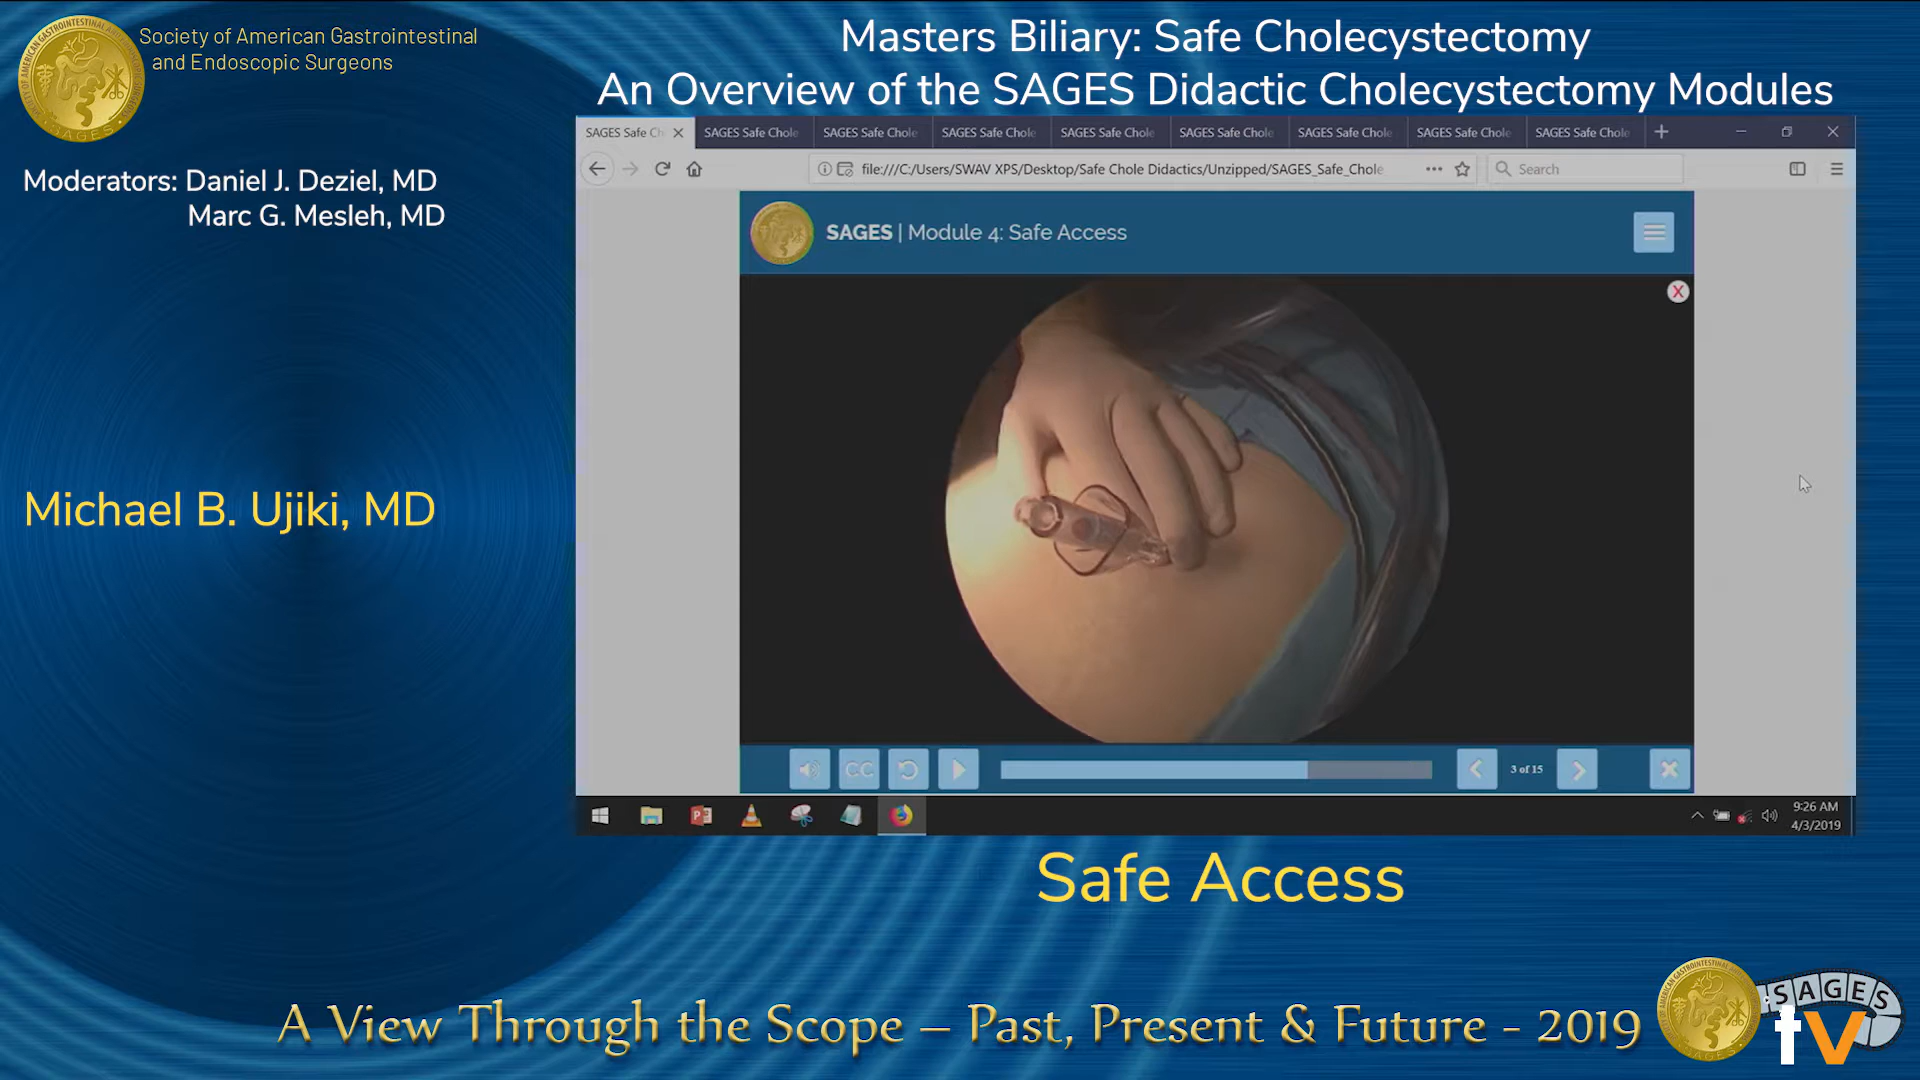 Society of American Gastrointestinal
and Endoscopic Surgeons
Masters Biliary: Safe Cholecystectomy
An Overview of the SAGES Didactic Cholecystectomy Modules
Moderators: Daniel J. Deziel, MD
Marc G. Mesleh, MD
Michael B. Ujiki, MD
SAGES Safe Ch
SAGES Safe Chole
SAGES Safe Chole
SAGES Safe Chole
SAGES Safe Chole
SAGES Safe Chole
SAGES Safe Chole
SAGES Safe Chole
SAGES Safe Chole
file:///C:/Users/SWAV XPS/Desktop/Safe Chole Didactics/Unzipped/SAGES_Safe_Chole
Search
SAGES | Module 4: Safe Access
X
CC
3 of 15
9:26 AM
4/3/2019
Safe Access
A View Through the Scope – Past, Present & Future - 2019
SAGES
tv